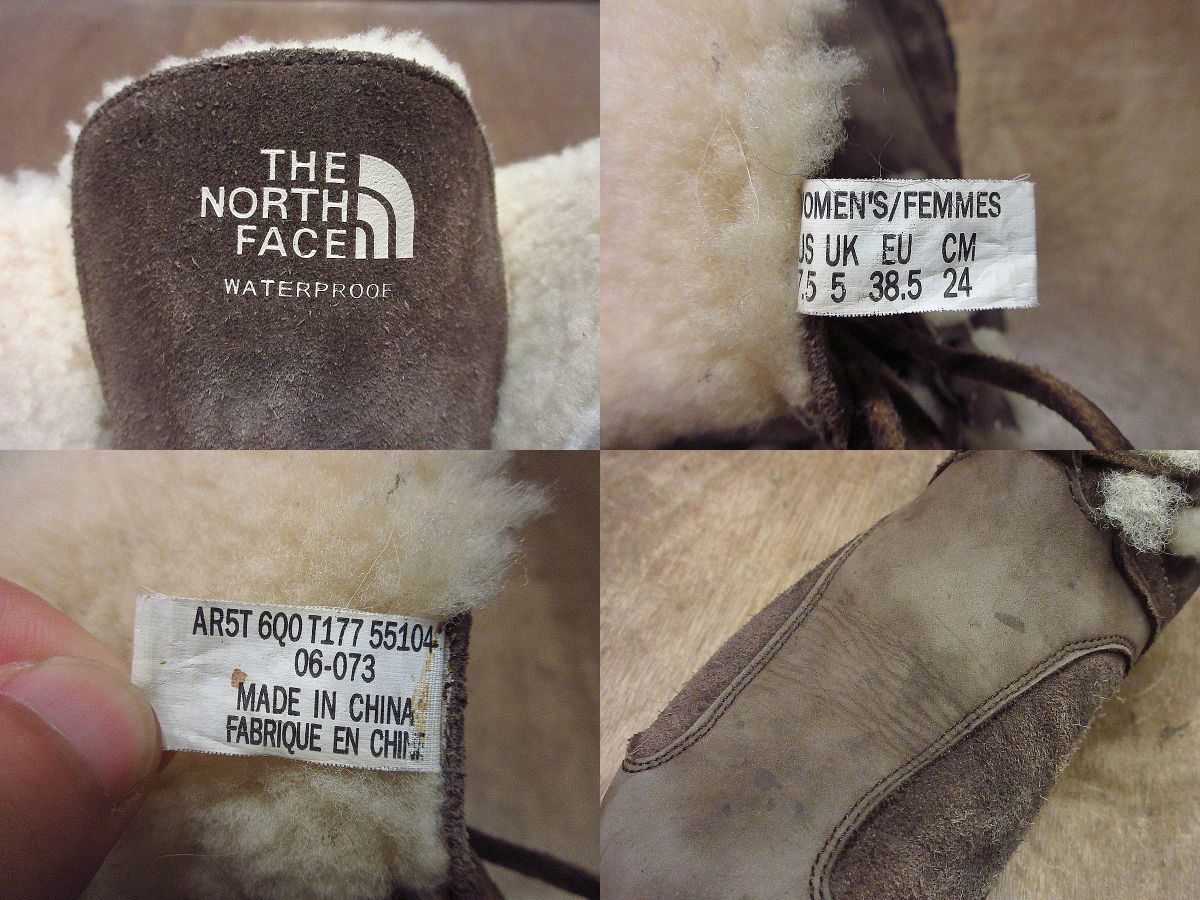 THE
NORTH
FACE
WATERPROOF
OMEN'S/FEMMES
US UK EU CM
.5 5 38.5 24
AR5T 6Q0 T177 55104
06-073
MADE IN CHINA
FABRIQUE EN CHIN